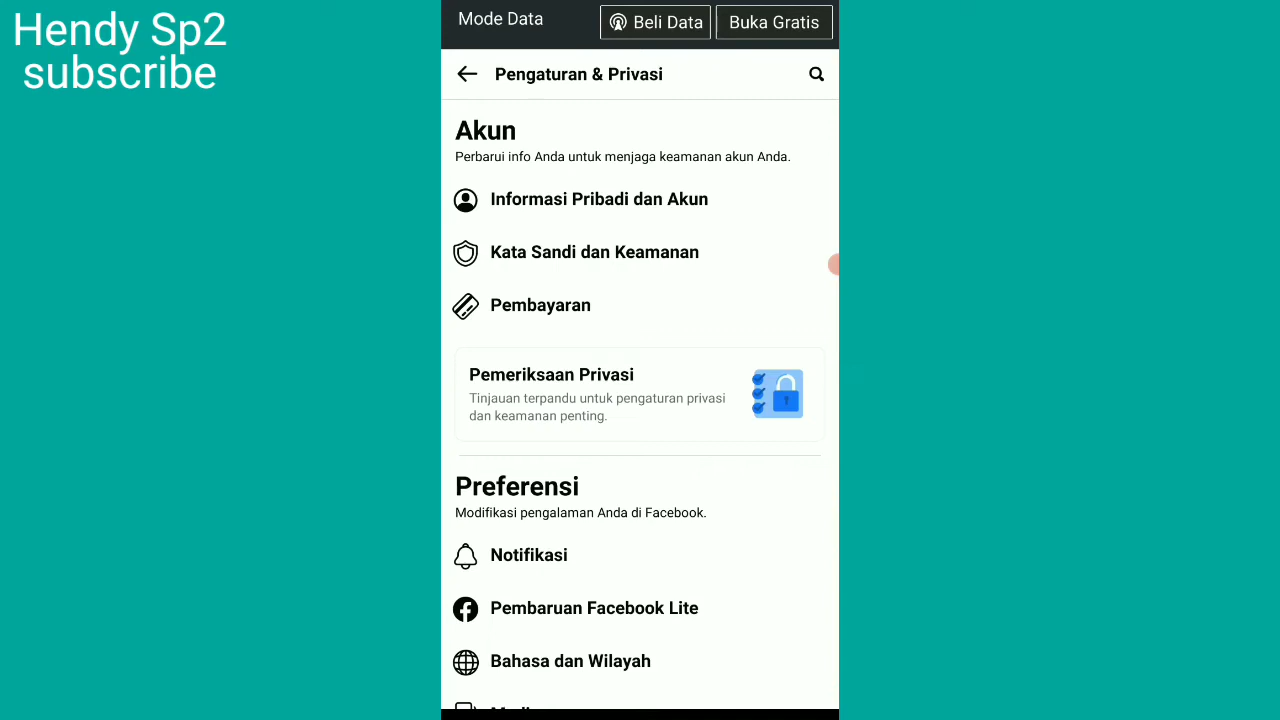 Hendy Sp2
subscribe
Mode Data
Beli Data
Buka Gratis
Pengaturan & Privasi
Akun
Perbarui info Anda untuk menjaga keamanan akun Anda.
Informasi Pribadi dan Akun
Kata Sandi dan Keamanan
Pembayaran
Pemeriksaan Privasi
Tinjauan terpandu untuk pengaturan privasi
dan keamanan penting.
Preferensi
Modifikasi pengalaman Anda di Facebook.
Notifikasi
Pembaruan Facebook Lite
Bahasa dan Wilayah